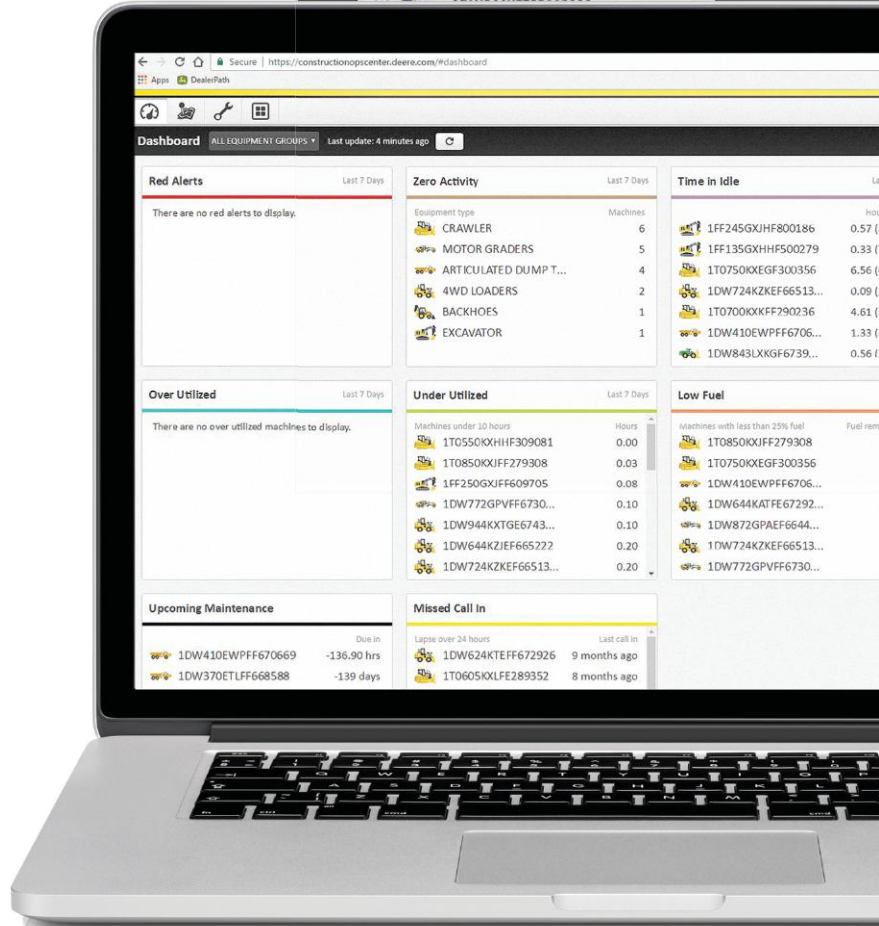 Secure | https://constructionopscenter.deere.com/#dashboard
Apps DealerPath
Dashboard ALL EQUIPMENT GROUPS Last update: 4 minutes ago
Red Alerts Last 7 Days
There are no red alerts to display.
Zero Activity Last 7 Days
Equipment type Machines
CRAWLER 6
MOTOR GRADERS 5
ARTICULATED DUMP T... 4
4WD LOADERS 2
BACKHOES 1
EXCAVATOR 1
Time in Idle
1FF245GXJHF800186 0.57
1FF135GXHHF500279 0.33
1T0750KXEGF300356 6.56
1DW724KZKEF66513... 0.09
1T0700KXKFF290236 4.61
1DW410EWPFF6706... 1.33
1DW843LXKGF6739... 0.56
Over Utilized Last 7 Days
There are no over utilized machines to display.
Under Utilized Last 7 Days
Machines under 10 hours Hours
1T0550KXHHF309081 0.00
1T0850KXJFF279308 0.03
1FF250GXJFF609705 0.08
1DW772GPVFF6730... 0.10
1DW944KXTGE6743... 0.10
1DW644KZJEF665222 0.20
1DW724KZKEF66513... 0.20
Low Fuel
Machines with less than 25% fuel Fuel rem
1T0850KXJFF279308
1T0750KXEGF300356
1DW410EWPFF6706...
1DW644KATFE67292...
1DW872GPAEF6644...
1DW724KZKEF66513...
1DW772GPVFF6730...
Upcoming Maintenance
Due in
1DW410EWPFF670669 -136.90 hrs
1DW370ETLFF668588 -139 days
Missed Call In
Lapse over 24 hours Last call in
1DW624KTEFF672926 9 months ago
1T0605KXLFE289352 8 months ago